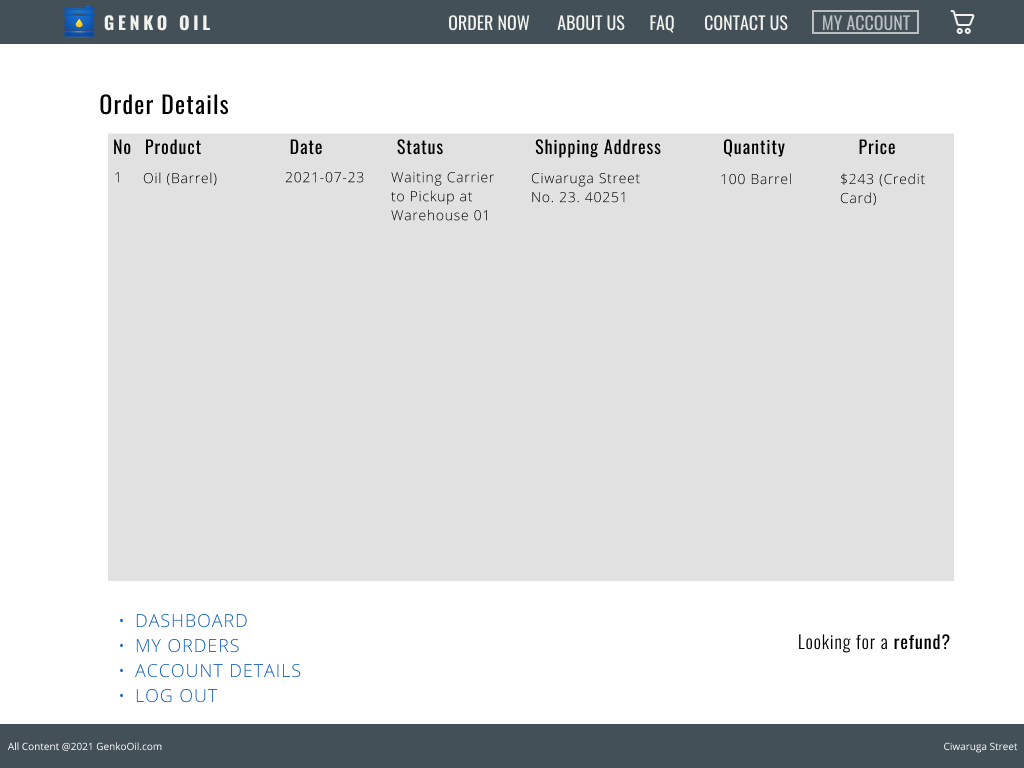 GENKO OIL
ORDER NOW
ABOUT US
FAQ
CONTACT US
MY ACCOUNT
Order Details
No Product Date Status Shipping Address Quantity Price
1 Oil (Barrel) 2021-07-23 Waiting Carrier Ciwaruga Street 100 Barrel $243 (Credit
to Pickup at No. 23. 40251 Card)
Warehouse 01
• DASHBOARD
• MY ORDERS
• ACCOUNT DETAILS
• LOG OUT
Looking for a refund?
All Content @2021 GenkoOil.com
Ciwaruga Street